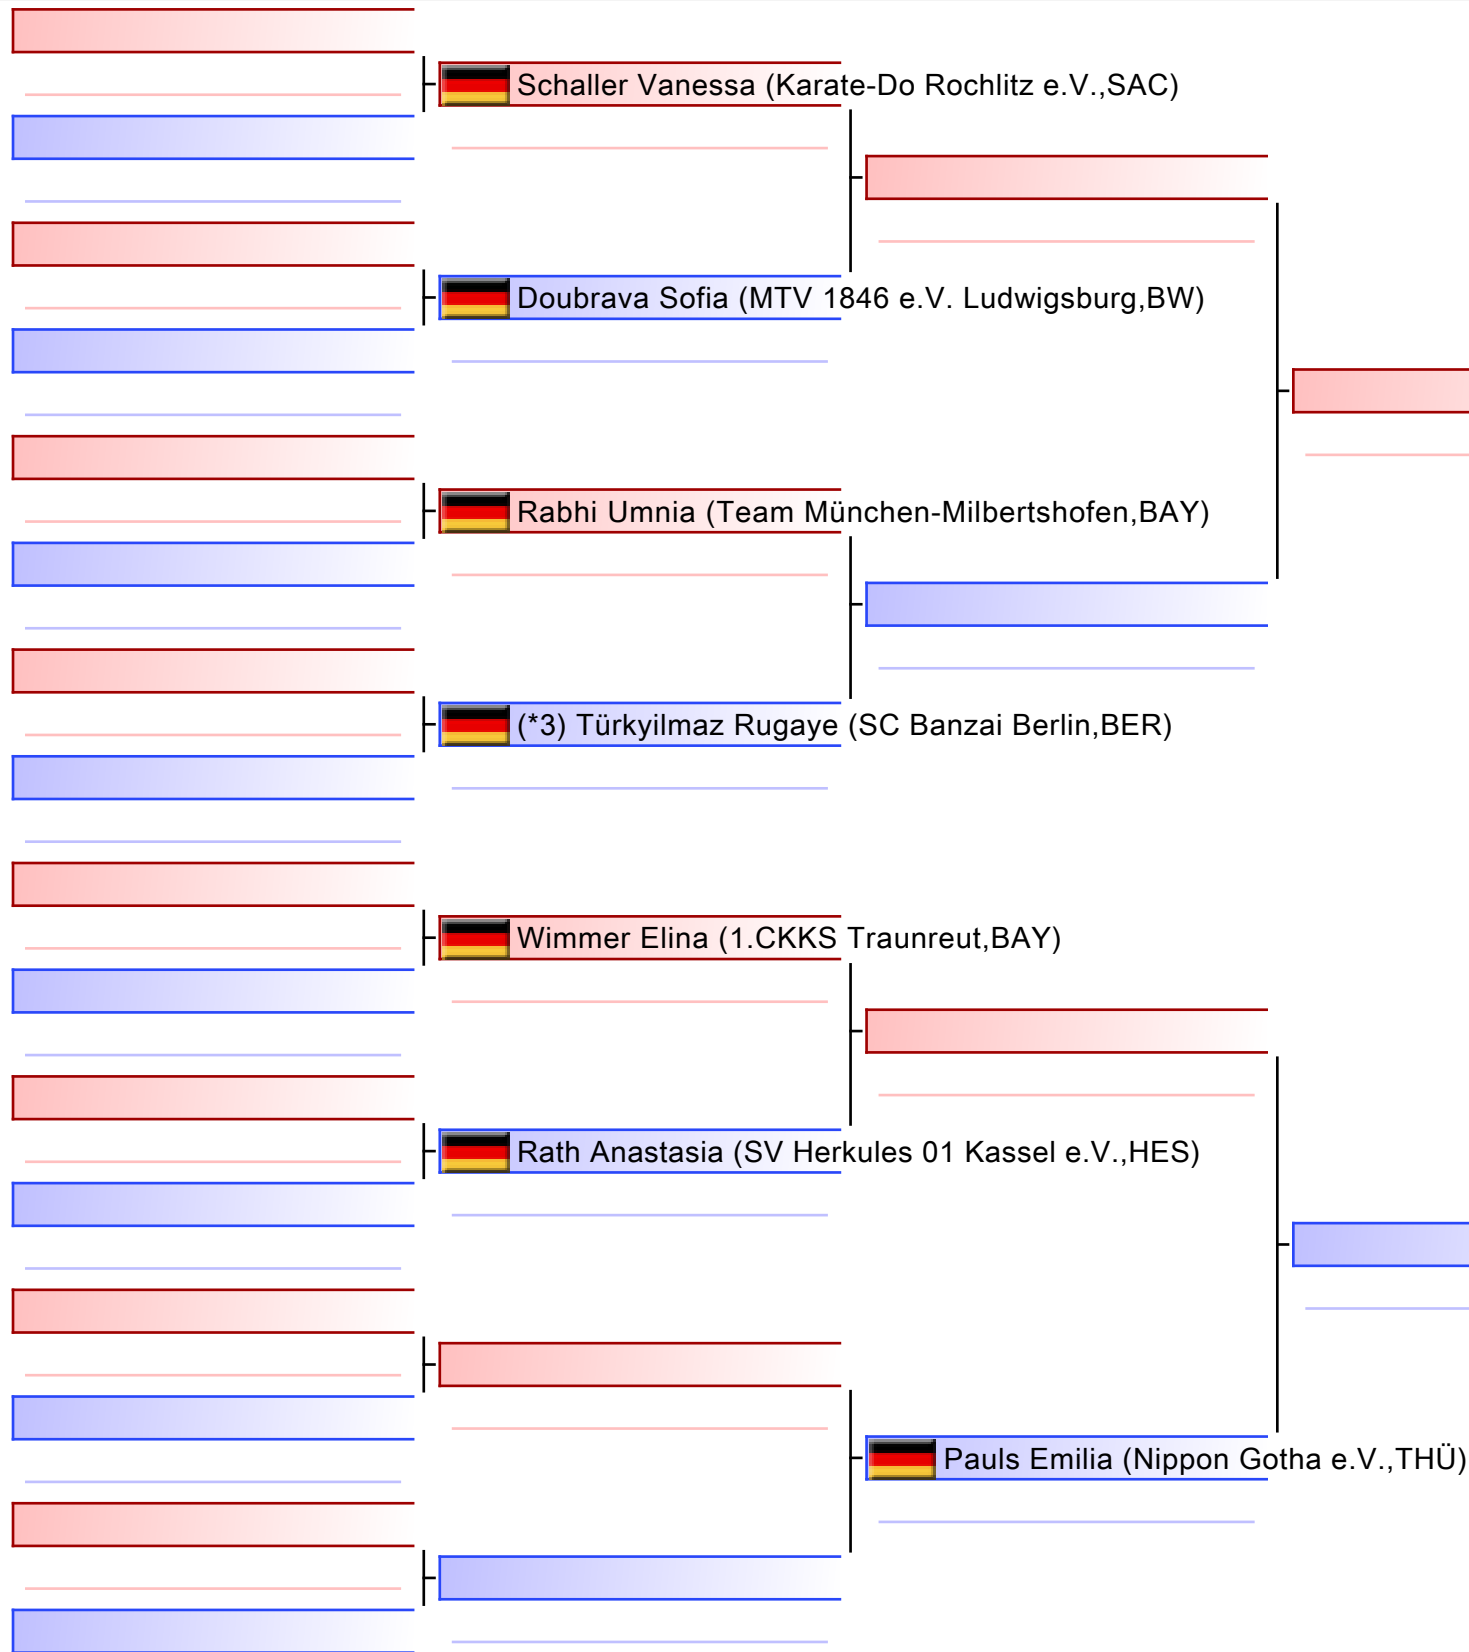 Schaller Vanessa (Karate-Do Rochlitz e.V.,SAC)
Doubrava Sofia (MTV 1846 e.V. Ludwigsburg,BW)
Rabhi Umnia (Team München-Milbertshofen,BAY)
(*3) Türkyilmaz Rugaye (SC Banzai Berlin,BER)
Wimmer Elina (1.CKKS Traunreut,BAY)
Rath Anastasia (SV Herkules 01 Kassel e.V.,HES)
Pauls Emilia (Nippon Gotha e.V.,THÜ)